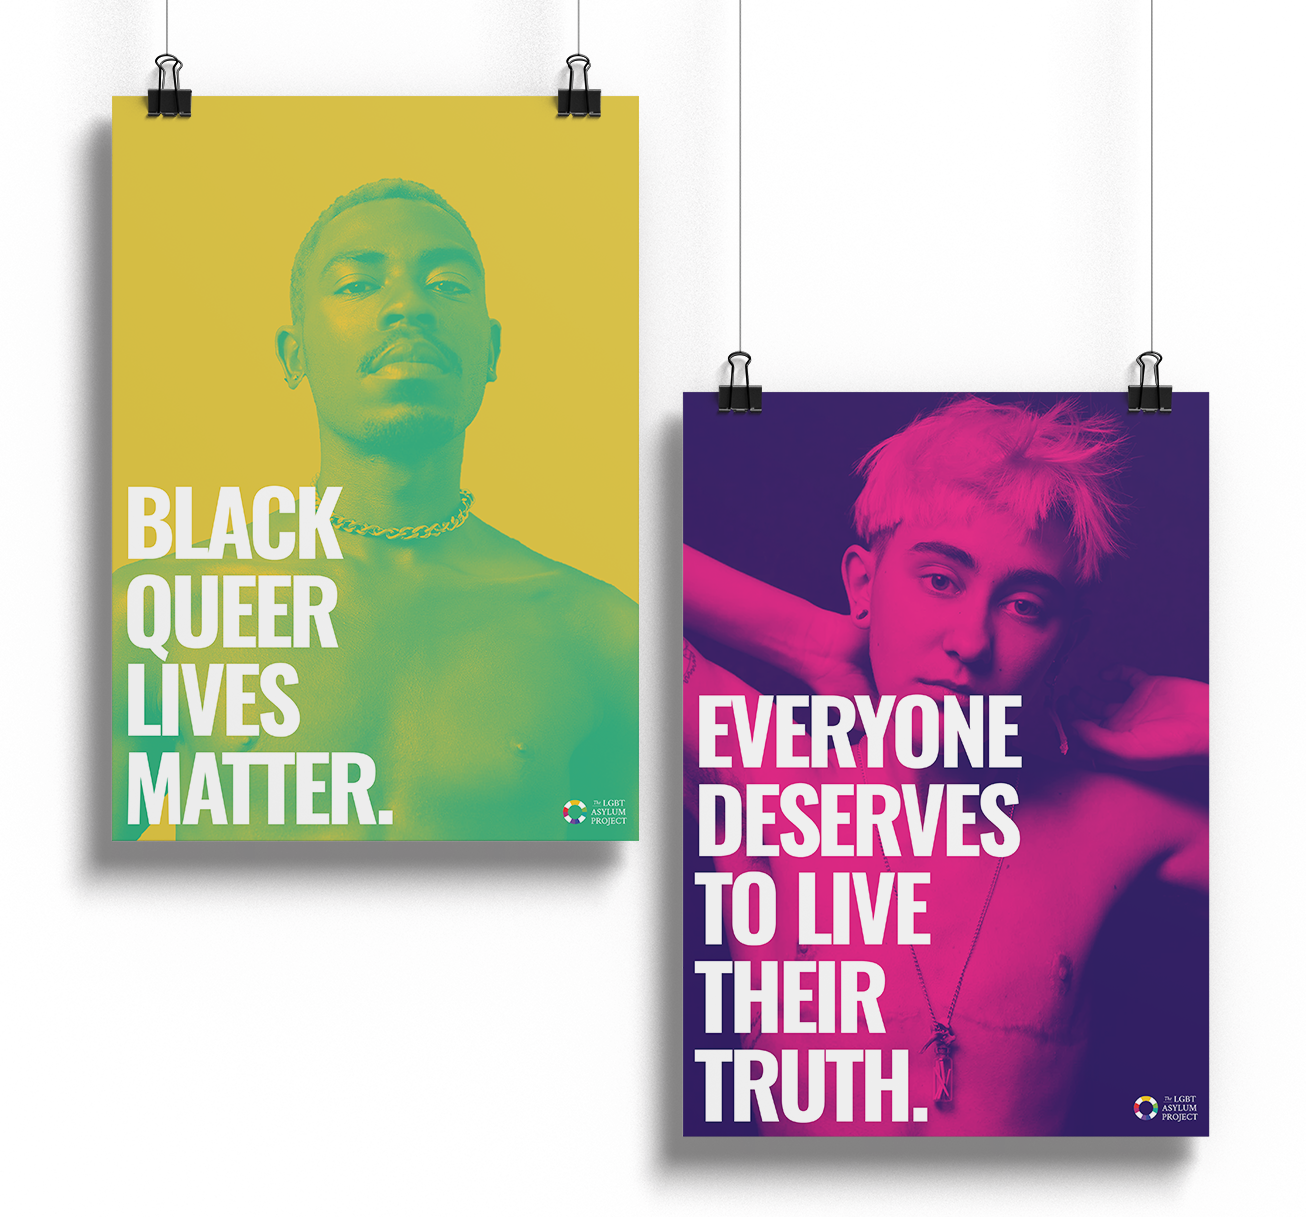 BLACK
QUEER
LIVES
MATTER.
The LGBT
ASYLUM
PROJECT
EVERYONE
DESERVES
TO LIVE
THEIR
TRUTH.
The LGBT
ASYLUM
PROJECT